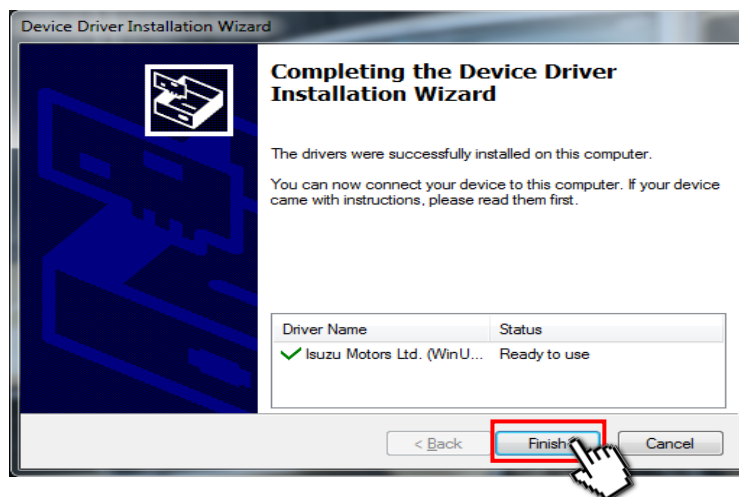 Device Driver Installation Wizard
Completing the Device Driver
Installation Wizard
The drivers were successfully installed on this computer.
You can now connect your device to this computer. If your device
came with instructions, please read them first.
Driver Name Status
Isuzu Motors Ltd. (WinU... Ready to use
< Back Finish Cancel